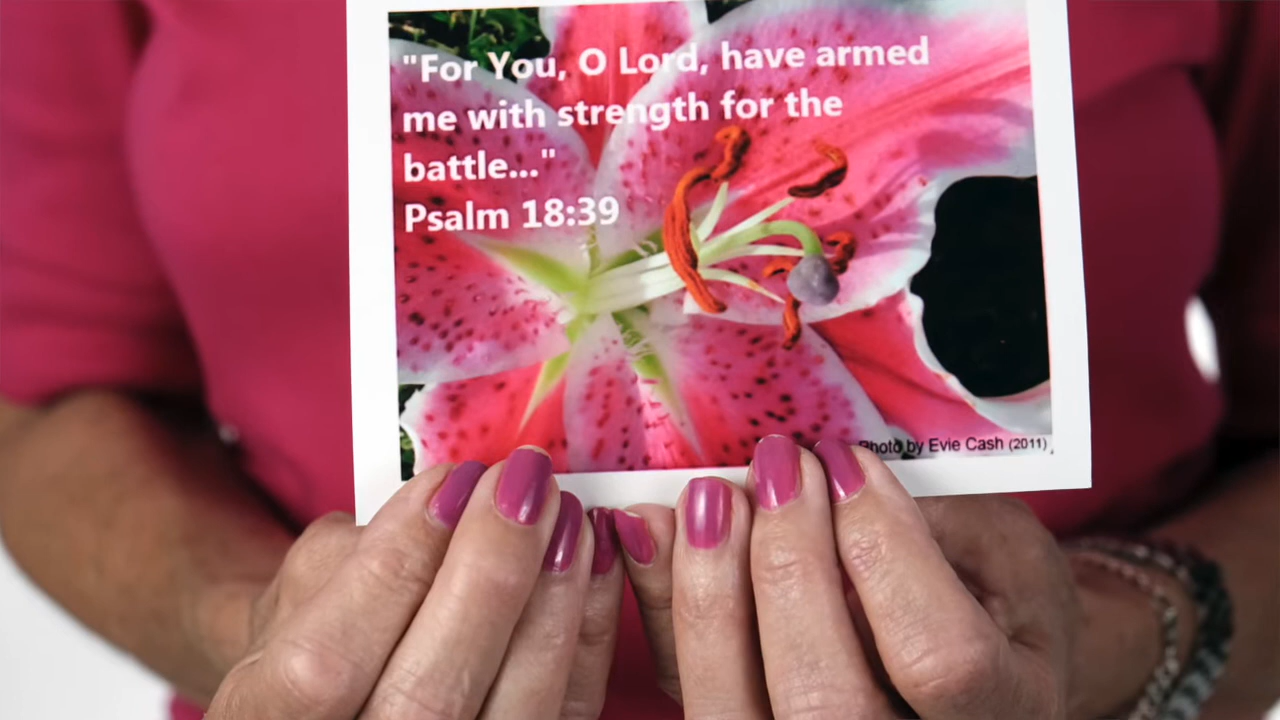 "For You, O Lord, have armed
me with strength for the
battle..."
Psalm 18:39
Photo by Evie Cash (2011)